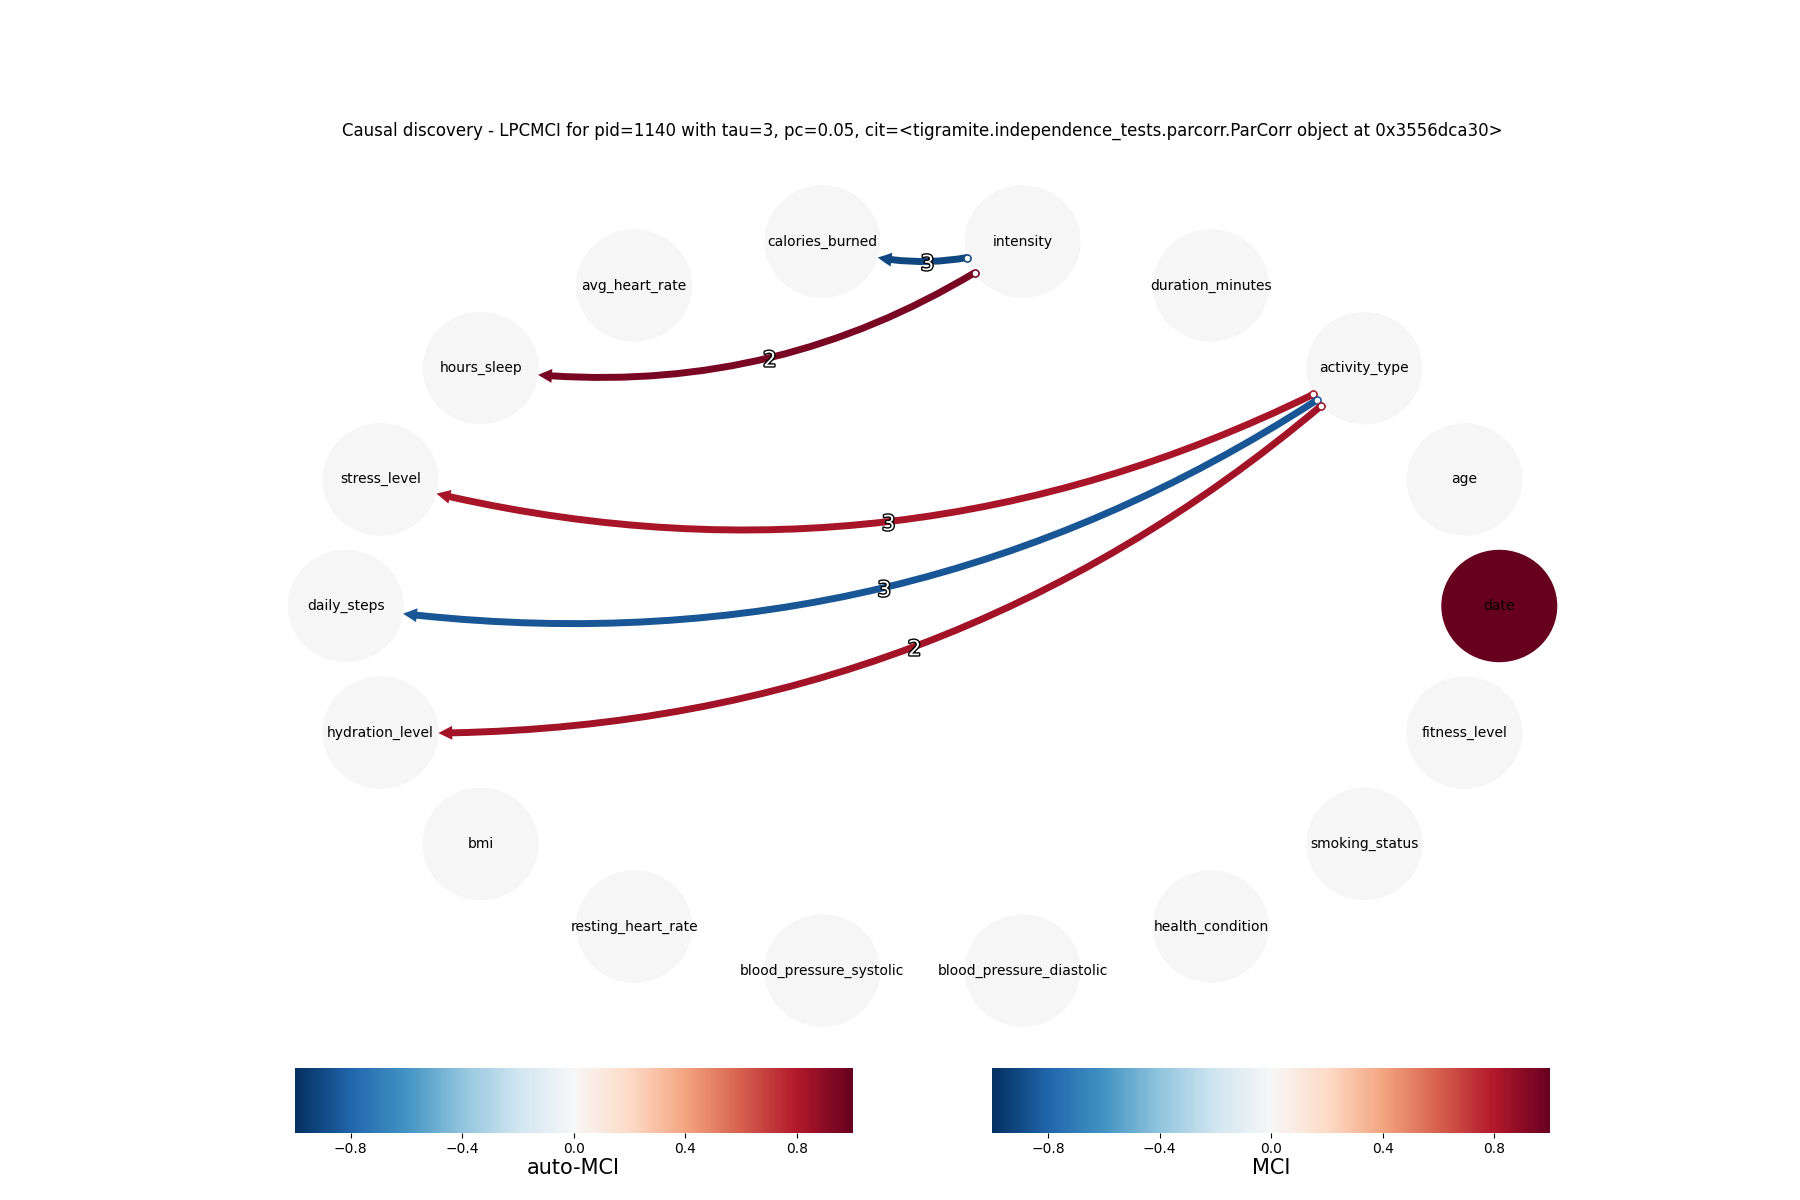 Causal discovery - LPCMCI for pid=1140 with tau=3, pc=0.05, cit=<tigramite.independence_tests.parcorr.ParCorr object at 0x3556dca30>
calories_burned
intensity
3
avg_heart_rate
duration_minutes
2
hours_sleep
activity_type
stress_level
age
3
3
daily_steps
date
2
hydration_level
fitness_level
bmi
smoking_status
resting_heart_rate
health_condition
blood_pressure_systolic
blood_pressure_diastolic
−0.8 −0.4 0.0 0.4 0.8
auto-MCI
−0.8 −0.4 0.0 0.4 0.8
MCI